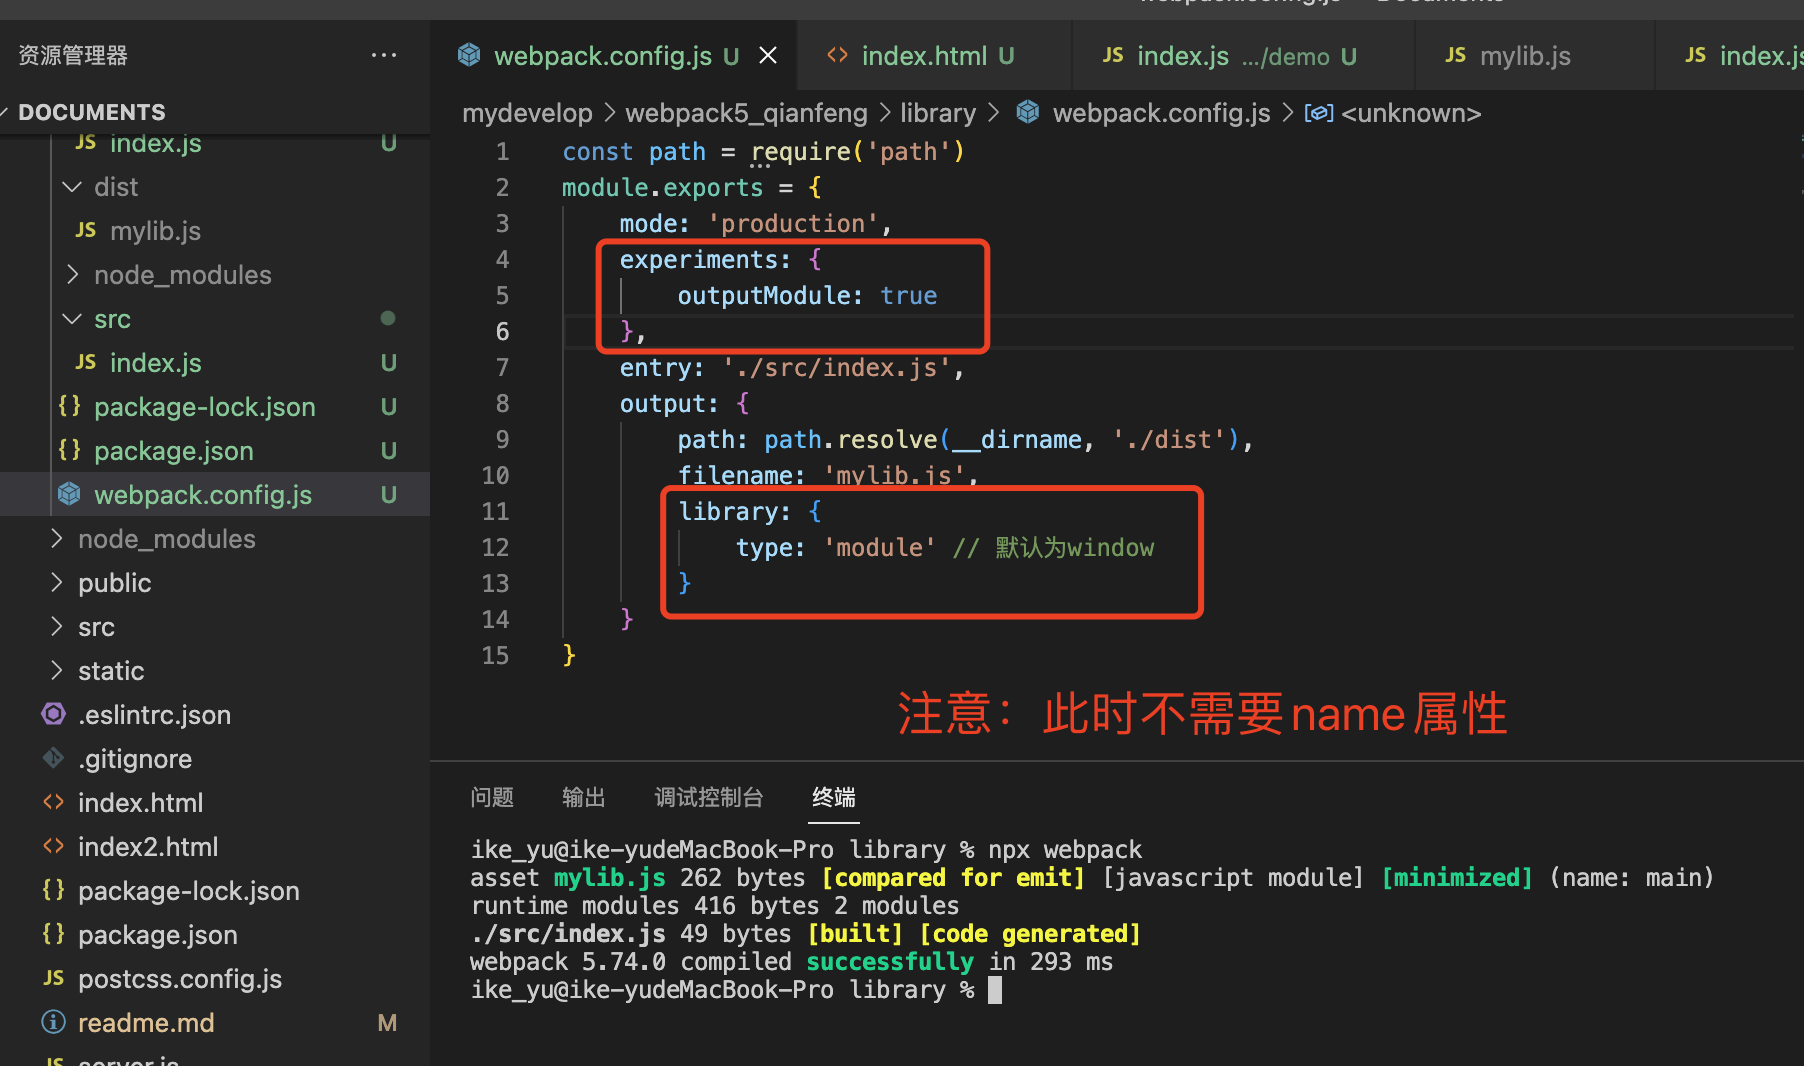 资源管理器
DOCUMENTS
JS index.js U
dist
JS mylib.js
node_modules
src
JS index.js U
{} package-lock.json U
{} package.json U
webpack.config.js U
node_modules
public
src
static
.eslintrc.json
.gitignore
<> index.html
<> index2.html
{} package-lock.json
{} package.json
JS postcss.config.js
readme.md M
JS server.js
webpack.config.js U
<> index.html U
JS index.js .../demo U
JS mylib.js
JS index.js
mydevelop > webpack5_qianfeng > library > webpack.config.js > <unknown>
1 const path = require('path')
2 module.exports = {
3 mode: 'production',
4 experiments: {
5 outputModule: true
6 },
7 entry: './src/index.js',
8 output: {
9 path: path.resolve(__dirname, './dist'),
10 filename: 'mylib.js',
11 library: {
12 type: 'module' // 默认为window
13 }
14 }
15 }
注意：此时不需要name属性
问题 输出 调试控制台 终端
ike_yu@ike-yudeMacBook-Pro library % npx webpack
asset mylib.js 262 bytes [compared for emit] [javascript module] [minimized] (name: main)
runtime modules 416 bytes 2 modules
./src/index.js 49 bytes [built] [code generated]
webpack 5.74.0 compiled successfully in 293 ms
ike_yu@ike-yudeMacBook-Pro library %